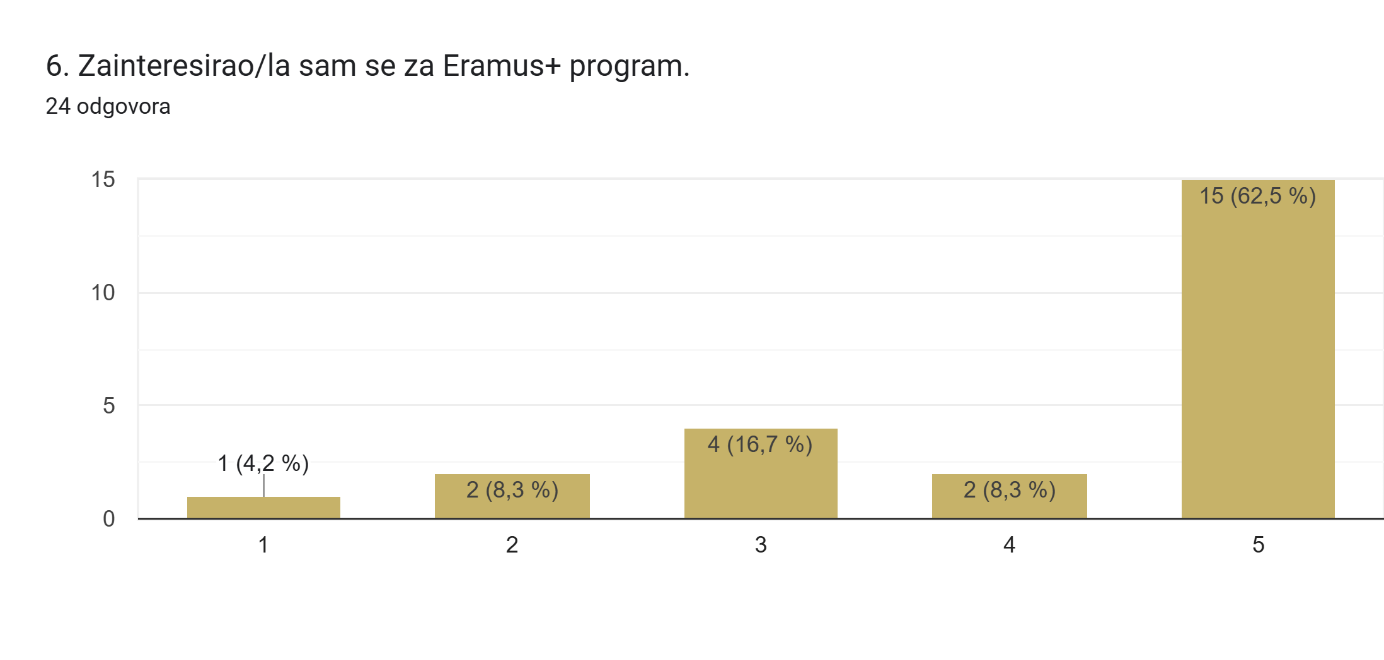 6. Zainteresirao/la sam se za Eramus+ program.
24 odgovora
15
10
5
0
1 (4,2 %)
2 (8,3 %)
4 (16,7 %)
2 (8,3 %)
15 (62,5 %)
1
2
3
4
5